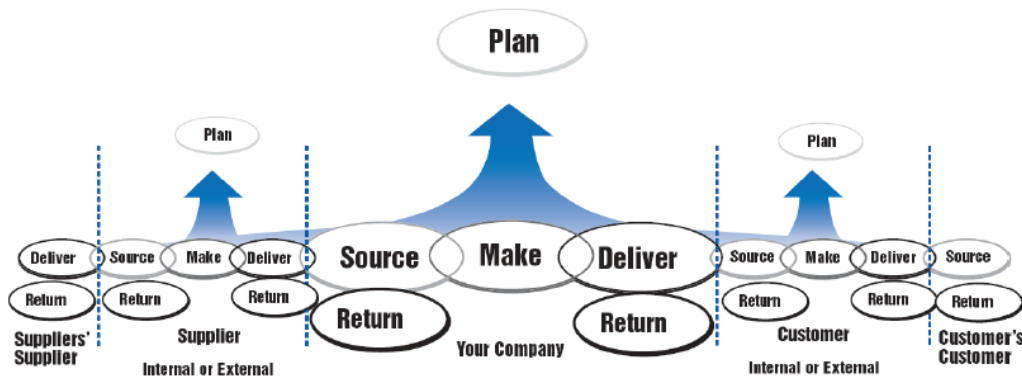 Plan
Plan
Plan
Deliver
Source
Make
Deliver
Source
Make
Deliver
Source
Make
Deliver
Source
Return
Return
Return
Return
Return
Return
Return
Return
Suppliers'
Supplier
Supplier
Internal or External
Your Company
Customer
Internal or External
Customer's
Customer